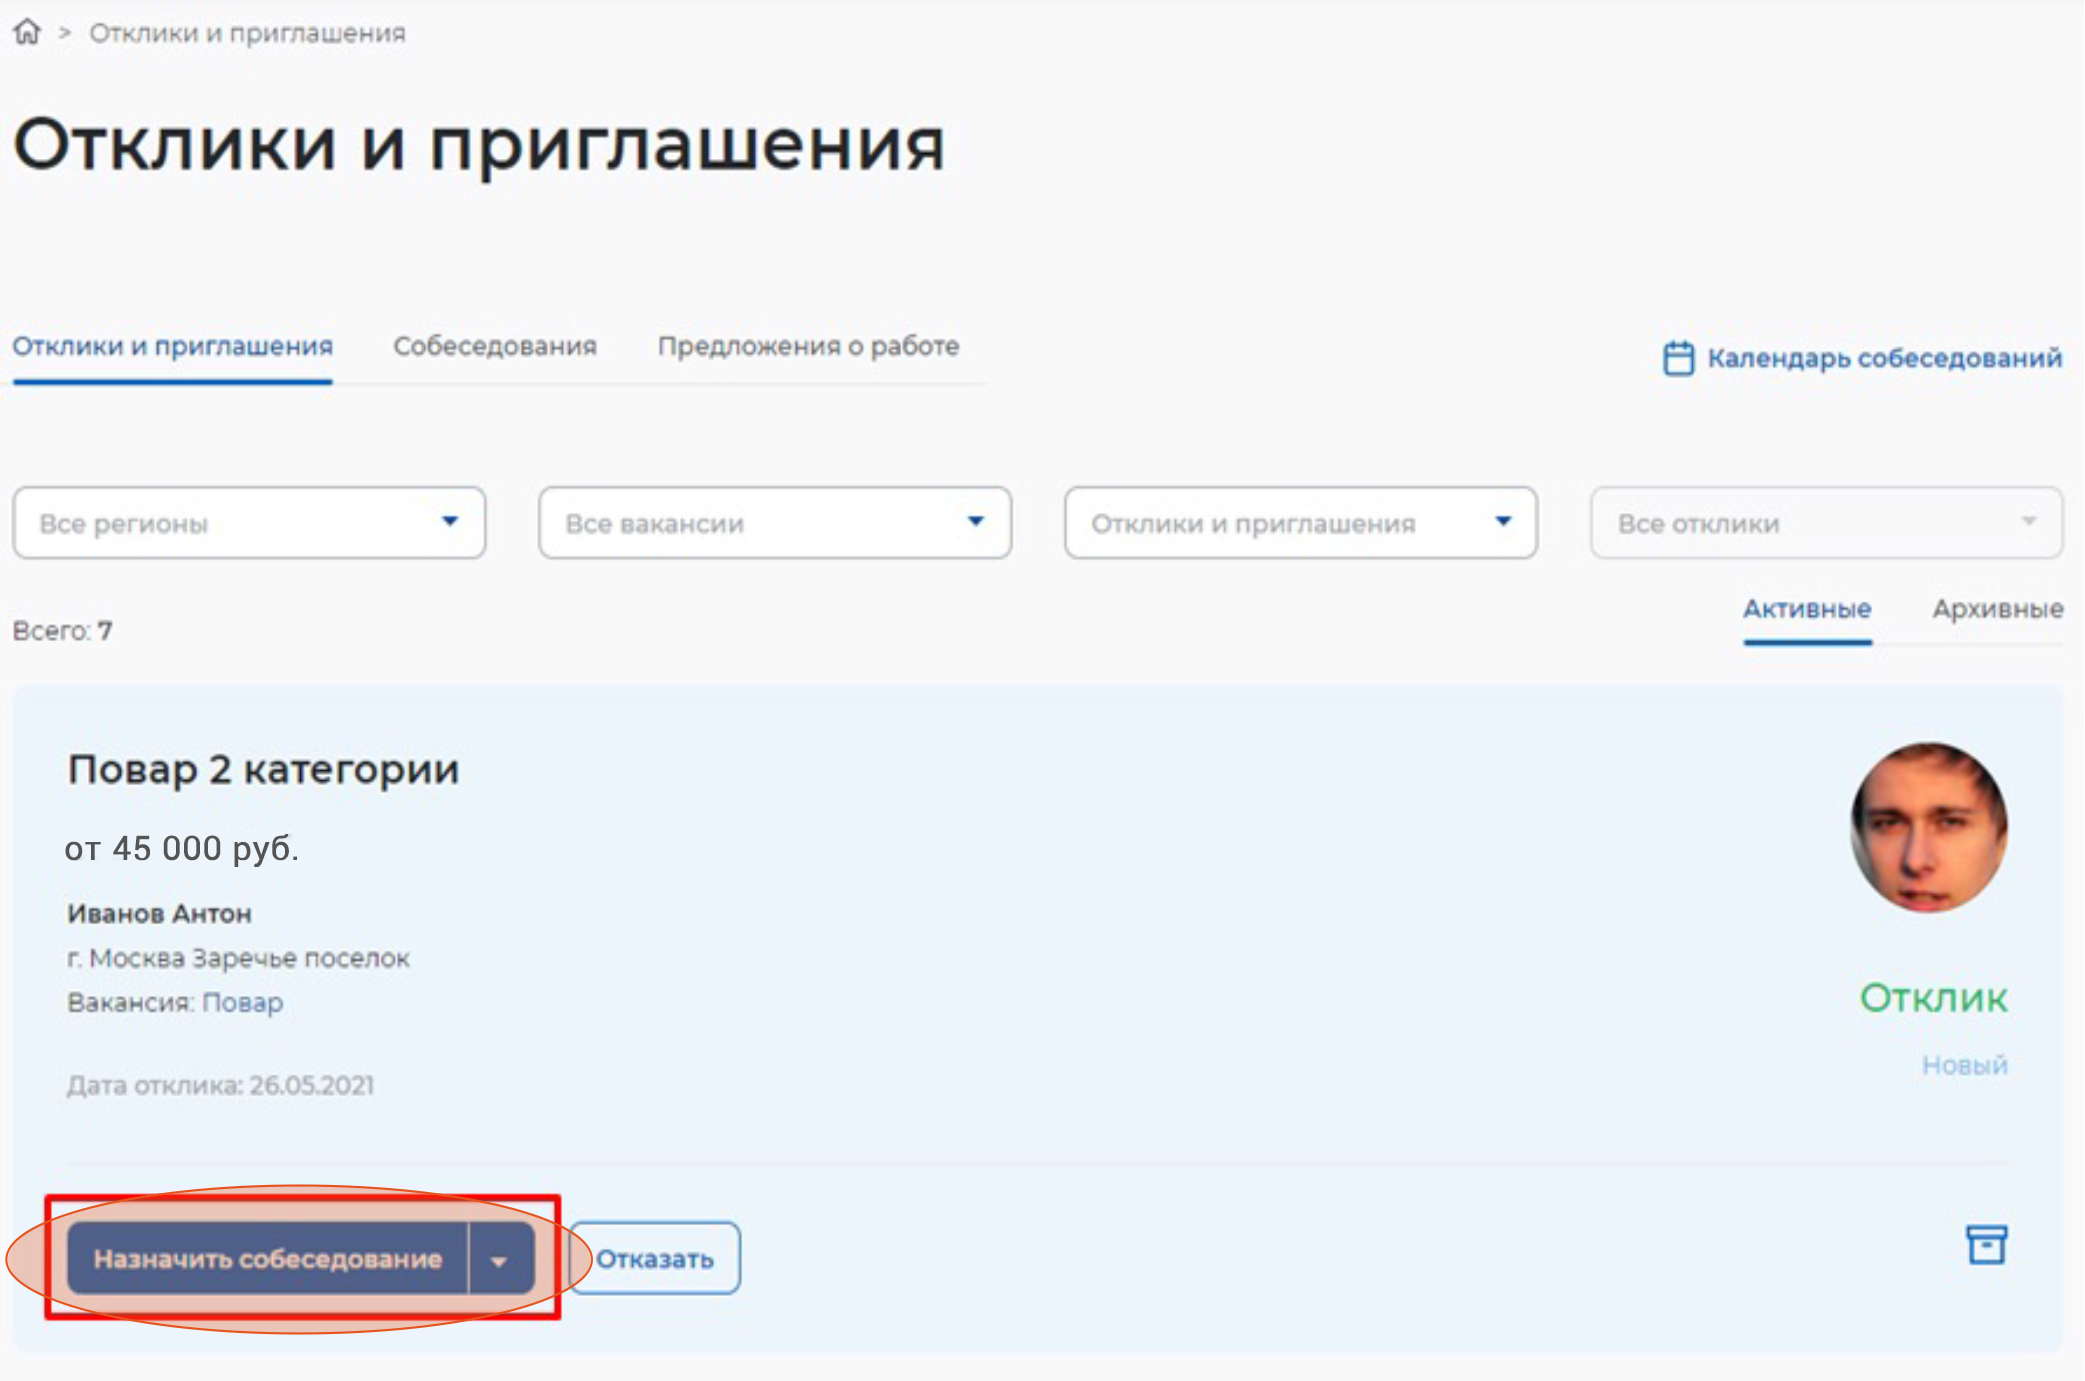 > Отклики и приглашения
Отклики и приглашения
Отклики и приглашения Собеседования Предложения о работе Календарь собеседований
Все регионы Все вакансии Отклики и приглашения Все отклики
Всего: 7 Активные Архивные
Повар 2 категории
от 45 000 руб.
Иванов Антон
г. Москва Заречье поселок
Вакансия: Повар
Отклик
Новый
Дата отклика: 26.05.2021
Назначить собеседование Отказать